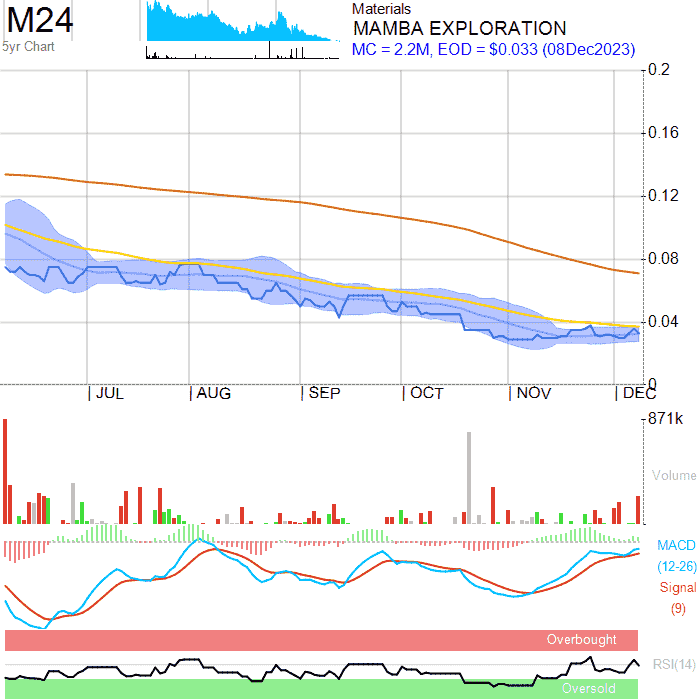 M24
5yr Chart
Materials
MAMBA EXPLORATION
MC = 2.2M, EOD = $0.033 (08Dec2023)
0.2
0.16
0.12
0.08
0.04
0
JUL AUG SEP OCT NOV DEC
871k
Volume
MACD
(12-26)
Signal
(9)
Overbought
RSI(14)
Oversold